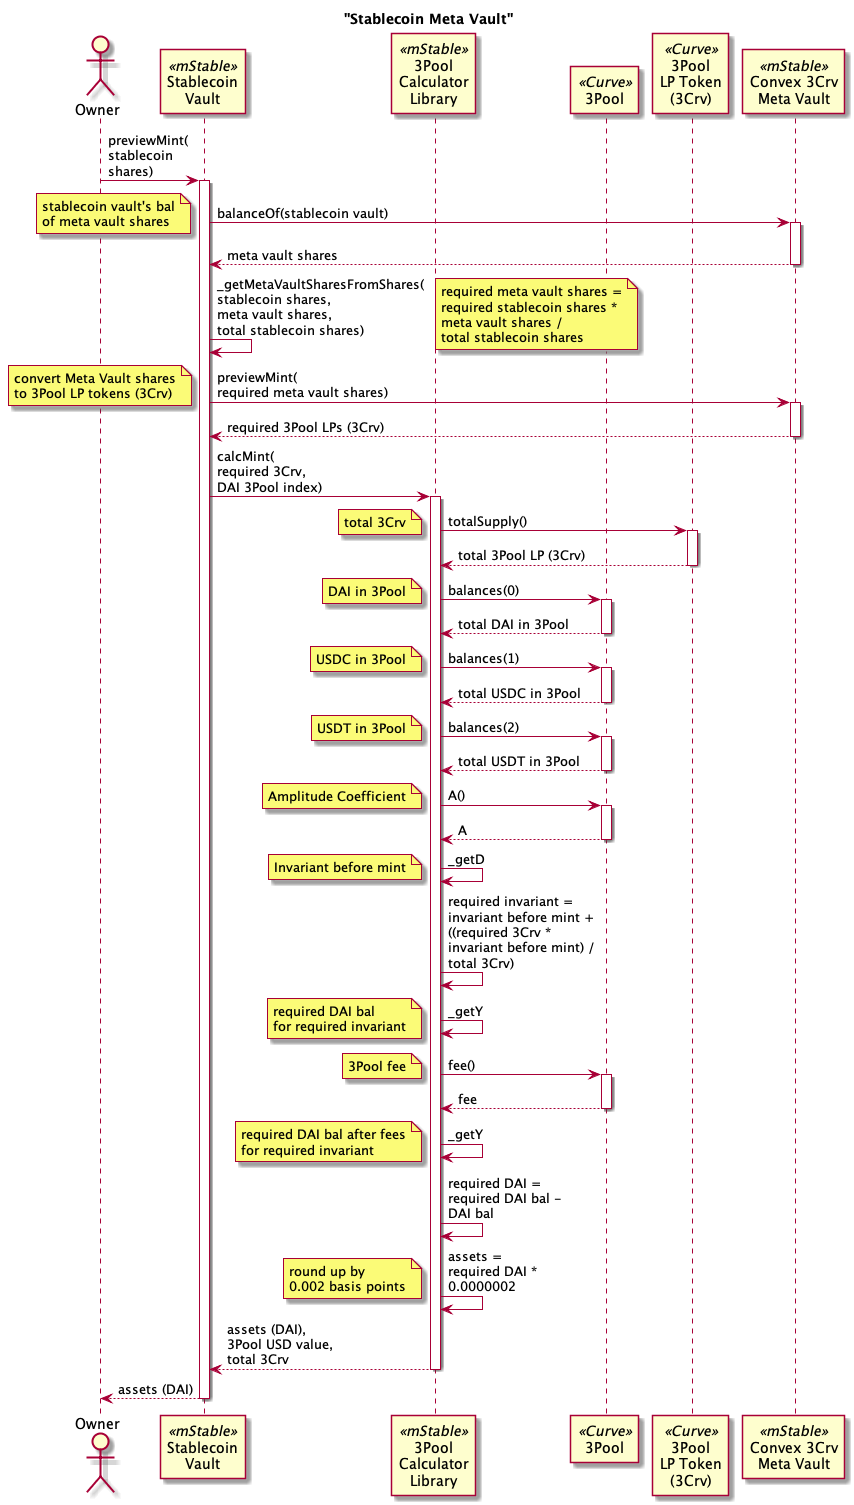 "Stablecoin Meta Vault"
Owner
«mStable»
Stablecoin
Vault
«mStable»
3Pool
Calculator
Library
«Curve»
3Pool
«Curve»
3Pool
LP Token
(3Crv)
«mStable»
Convex 3Crv
Meta Vault
previewMint(
stablecoin
shares)
stablecoin vault's bal
of meta vault shares
balanceOf(stablecoin vault)
meta vault shares
_getMetaVaultSharesFromShares(
stablecoin shares,
meta vault shares,
total stablecoin shares)
required meta vault shares =
required stablecoin shares *
meta vault shares /
total stablecoin shares
convert Meta Vault shares
to 3Pool LP tokens (3Crv)
previewMint(
required meta vault shares)
required 3Pool LPs (3Crv)
calcMint(
required 3Crv,
DAI 3Pool index)
total 3Crv
totalSupply()
total 3Pool LP (3Crv)
DAI in 3Pool
balances(0)
total DAI in 3Pool
USDC in 3Pool
balances(1)
total USDC in 3Pool
USDT in 3Pool
balances(2)
total USDT in 3Pool
Amplitude Coefficient
A()
A
Invariant before mint
_getD
required invariant =
invariant before mint +
((required 3Crv *
invariant before mint) /
total 3Crv)
required DAI bal
for required invariant
_getY
3Pool fee
fee()
fee
required DAI bal after fees
for required invariant
_getY
required DAI =
required DAI bal -
DAI bal
round up by
0.002 basis points
assets =
required DAI *
0.0000002
assets (DAI),
3Pool USD value,
total 3Crv
assets (DAI)
Owner
«mStable»
Stablecoin
Vault
«mStable»
3Pool
Calculator
Library
«Curve»
3Pool
«Curve»
3Pool
LP Token
(3Crv)
«mStable»
Convex 3Crv
Meta Vault